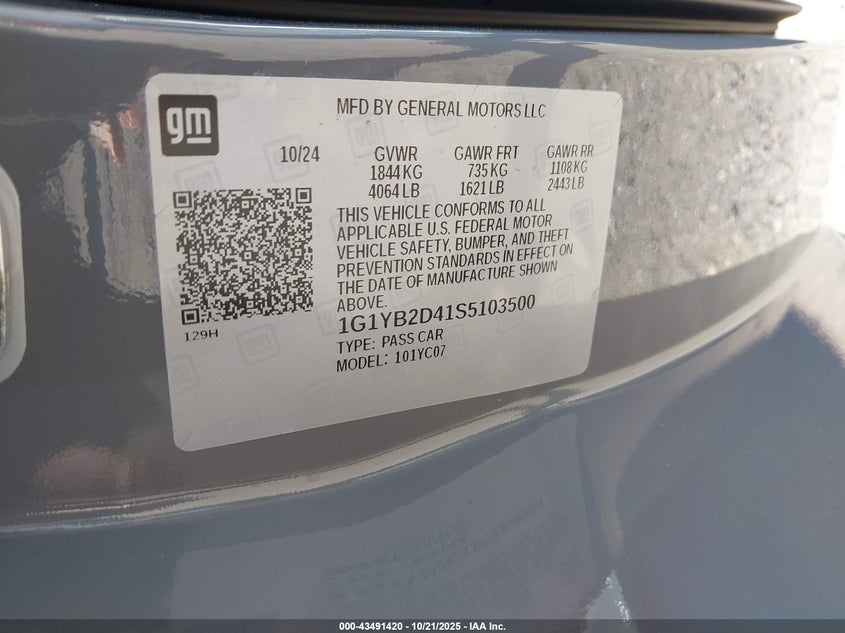 gm
MFD BY GENERAL MOTORS LLC
10/24 GVWR GAWR FRT GAWR RR
1844 KG 735 KG 1108 KG
4064 LB 1621 LB 2443 LB
THIS VEHICLE CONFORMS TO ALL
APPLICABLE U.S. FEDERAL MOTOR
VEHICLE SAFETY, BUMPER, AND THEFT
PREVENTION STANDARDS IN EFFECT ON
THE DATE OF MANUFACTURE SHOWN
ABOVE.
1G1YB2D41S5103500
129H
TYPE: PASS CAR
MODEL: 101YC07
000-43491420 - 10/21/2025 - IAA Inc.